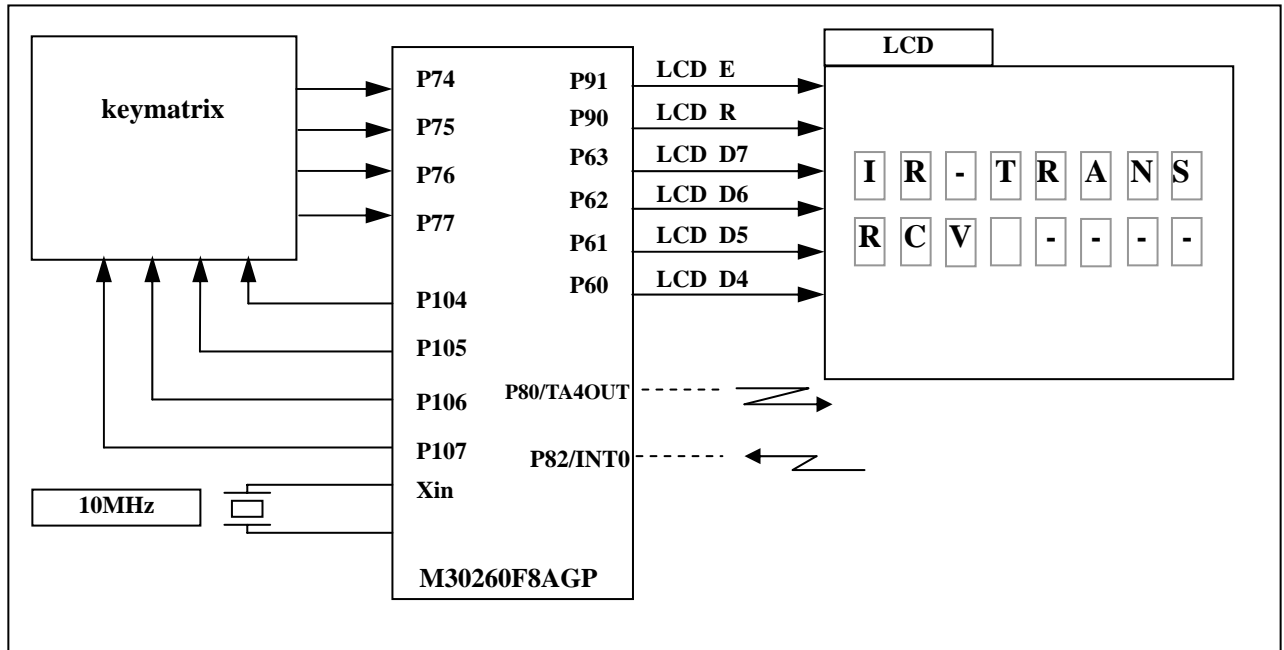 LCD
keymatrix
P74
P75
P76
P77
P104
P105
P106
P107
Xin
P91
P90
P63
P62
P61
P60
P80/TA4OUT
P82/INT0
M30260F8AGP
LCD E
LCD R
LCD D7
LCD D6
LCD D5
LCD D4
I R - T R A N S
R C V - - - -
10MHz